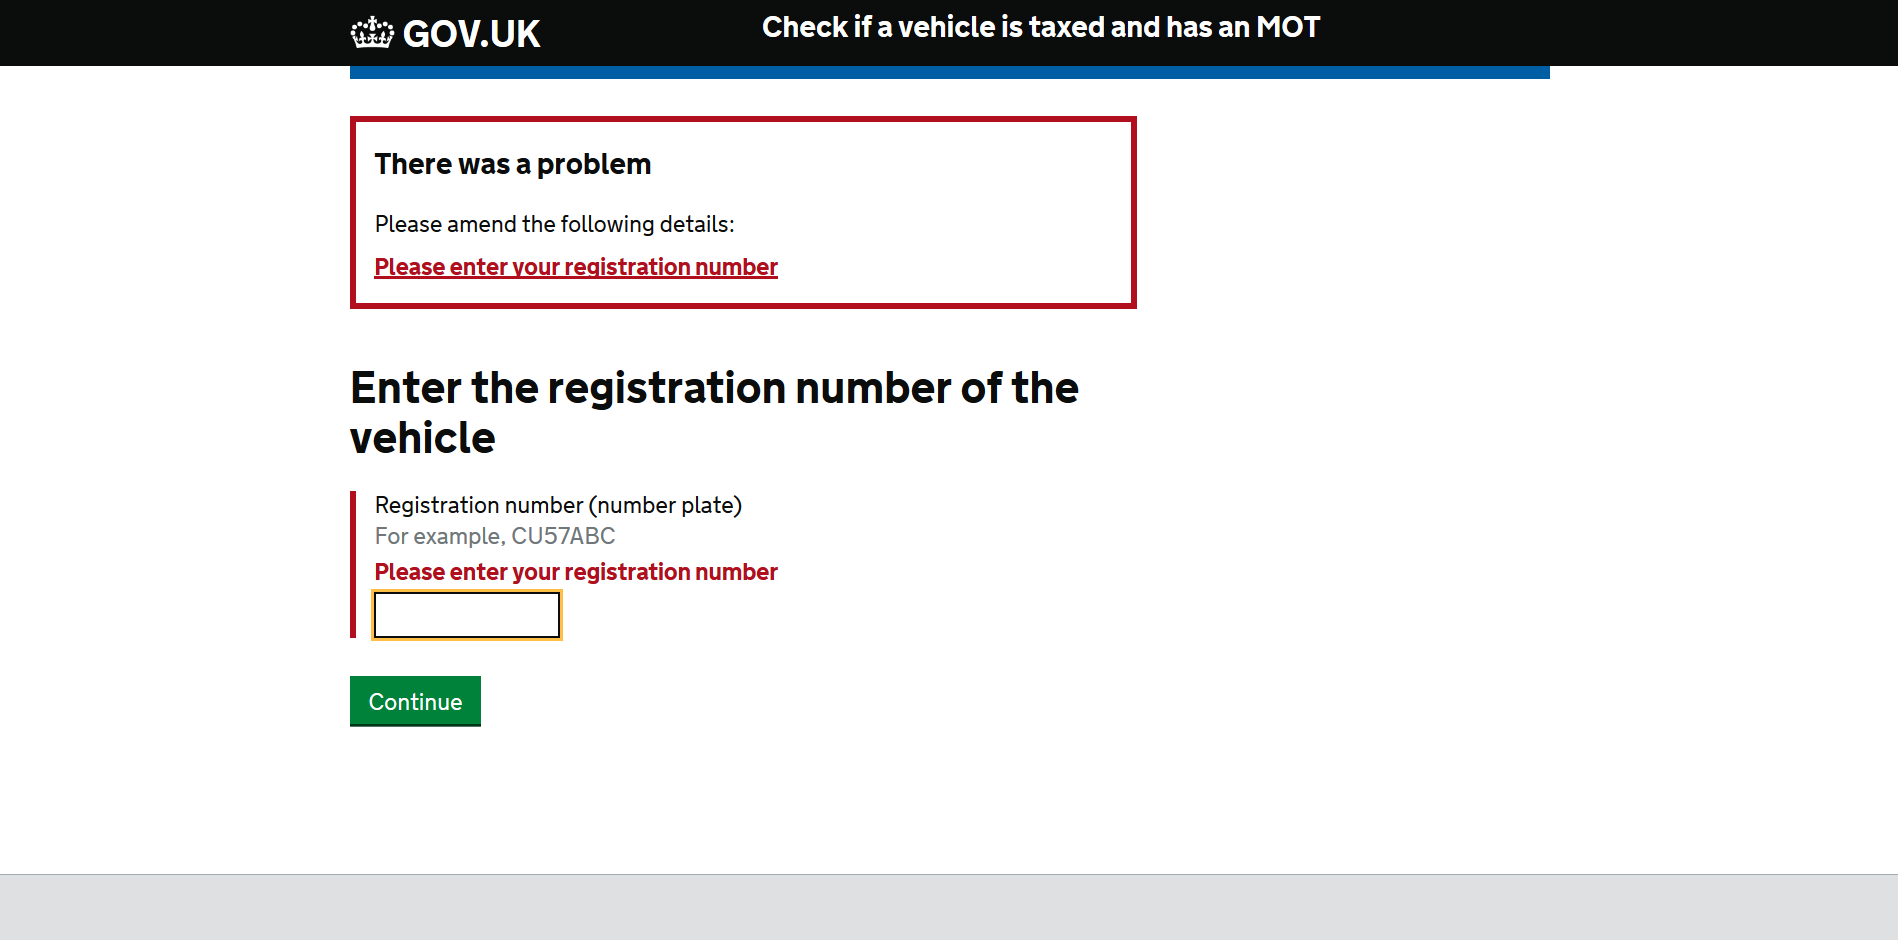 GOV.UK
Check if a vehicle is taxed and has an MOT
There was a problem
Please amend the following details:
Please enter your registration number
Enter the registration number of the
vehicle
Registration number (number plate)
For example, CU57ABC
Please enter your registration number
Continue